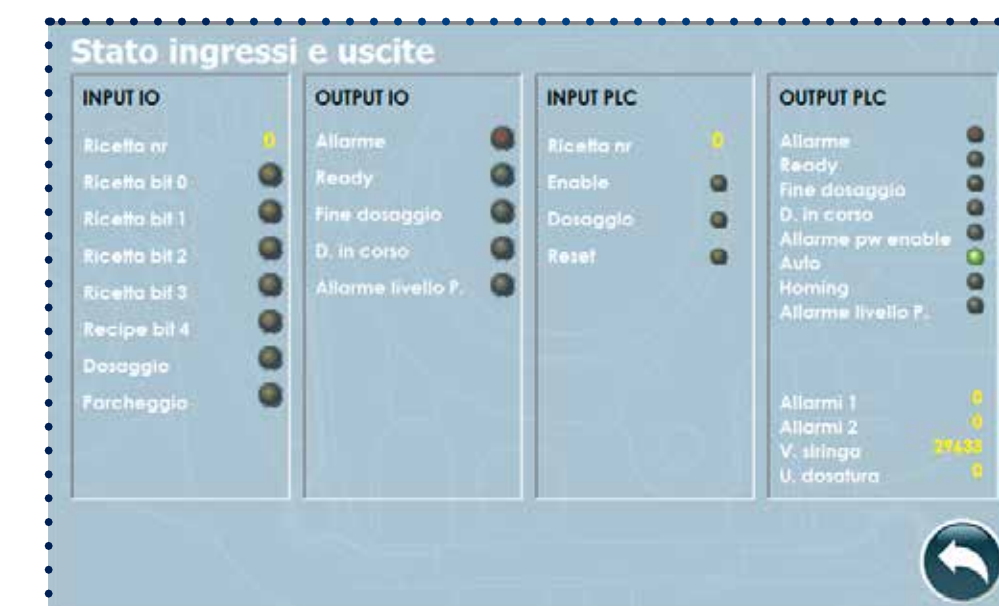 Stato ingressi e uscite
INPUT IO
Ricetta nr 0
Ricetta bit 0
Ricetta bit 1
Ricetta bit 2
Ricetta bit 3
Recipe bit 4
Dosaggio
Parcheggio
OUTPUT IO
Allarme
Ready
Fine dosaggio
D. in corso
Allarme livello P.
INPUT PLC
Ricetta nr 0
Enable
Dosaggio
Reset
OUTPUT PLC
Allarme
Ready
Fine dosaggio
D. in corso
Allarme pw enable
Auto
Homing
Allarme livello P.
Allarmi 1 0
Allarmi 2 0
V. siringa 29633
U. dosatura 0